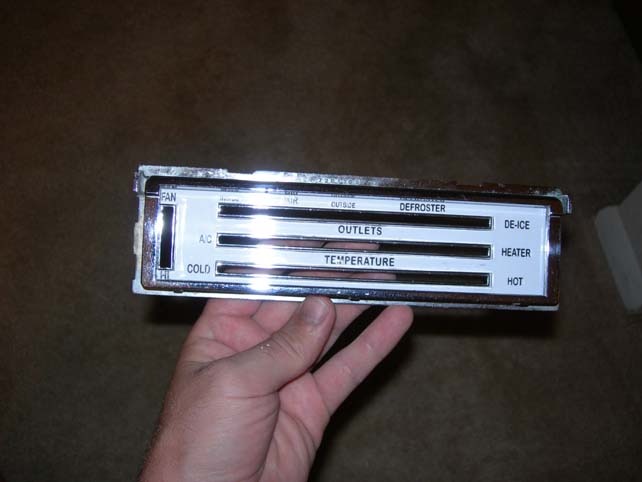 FAN AIR OUTSIDE DEFROSTER
DE-ICE
OUTLETS
A/C HEATER
TEMPERATURE
COLD HOT
HI